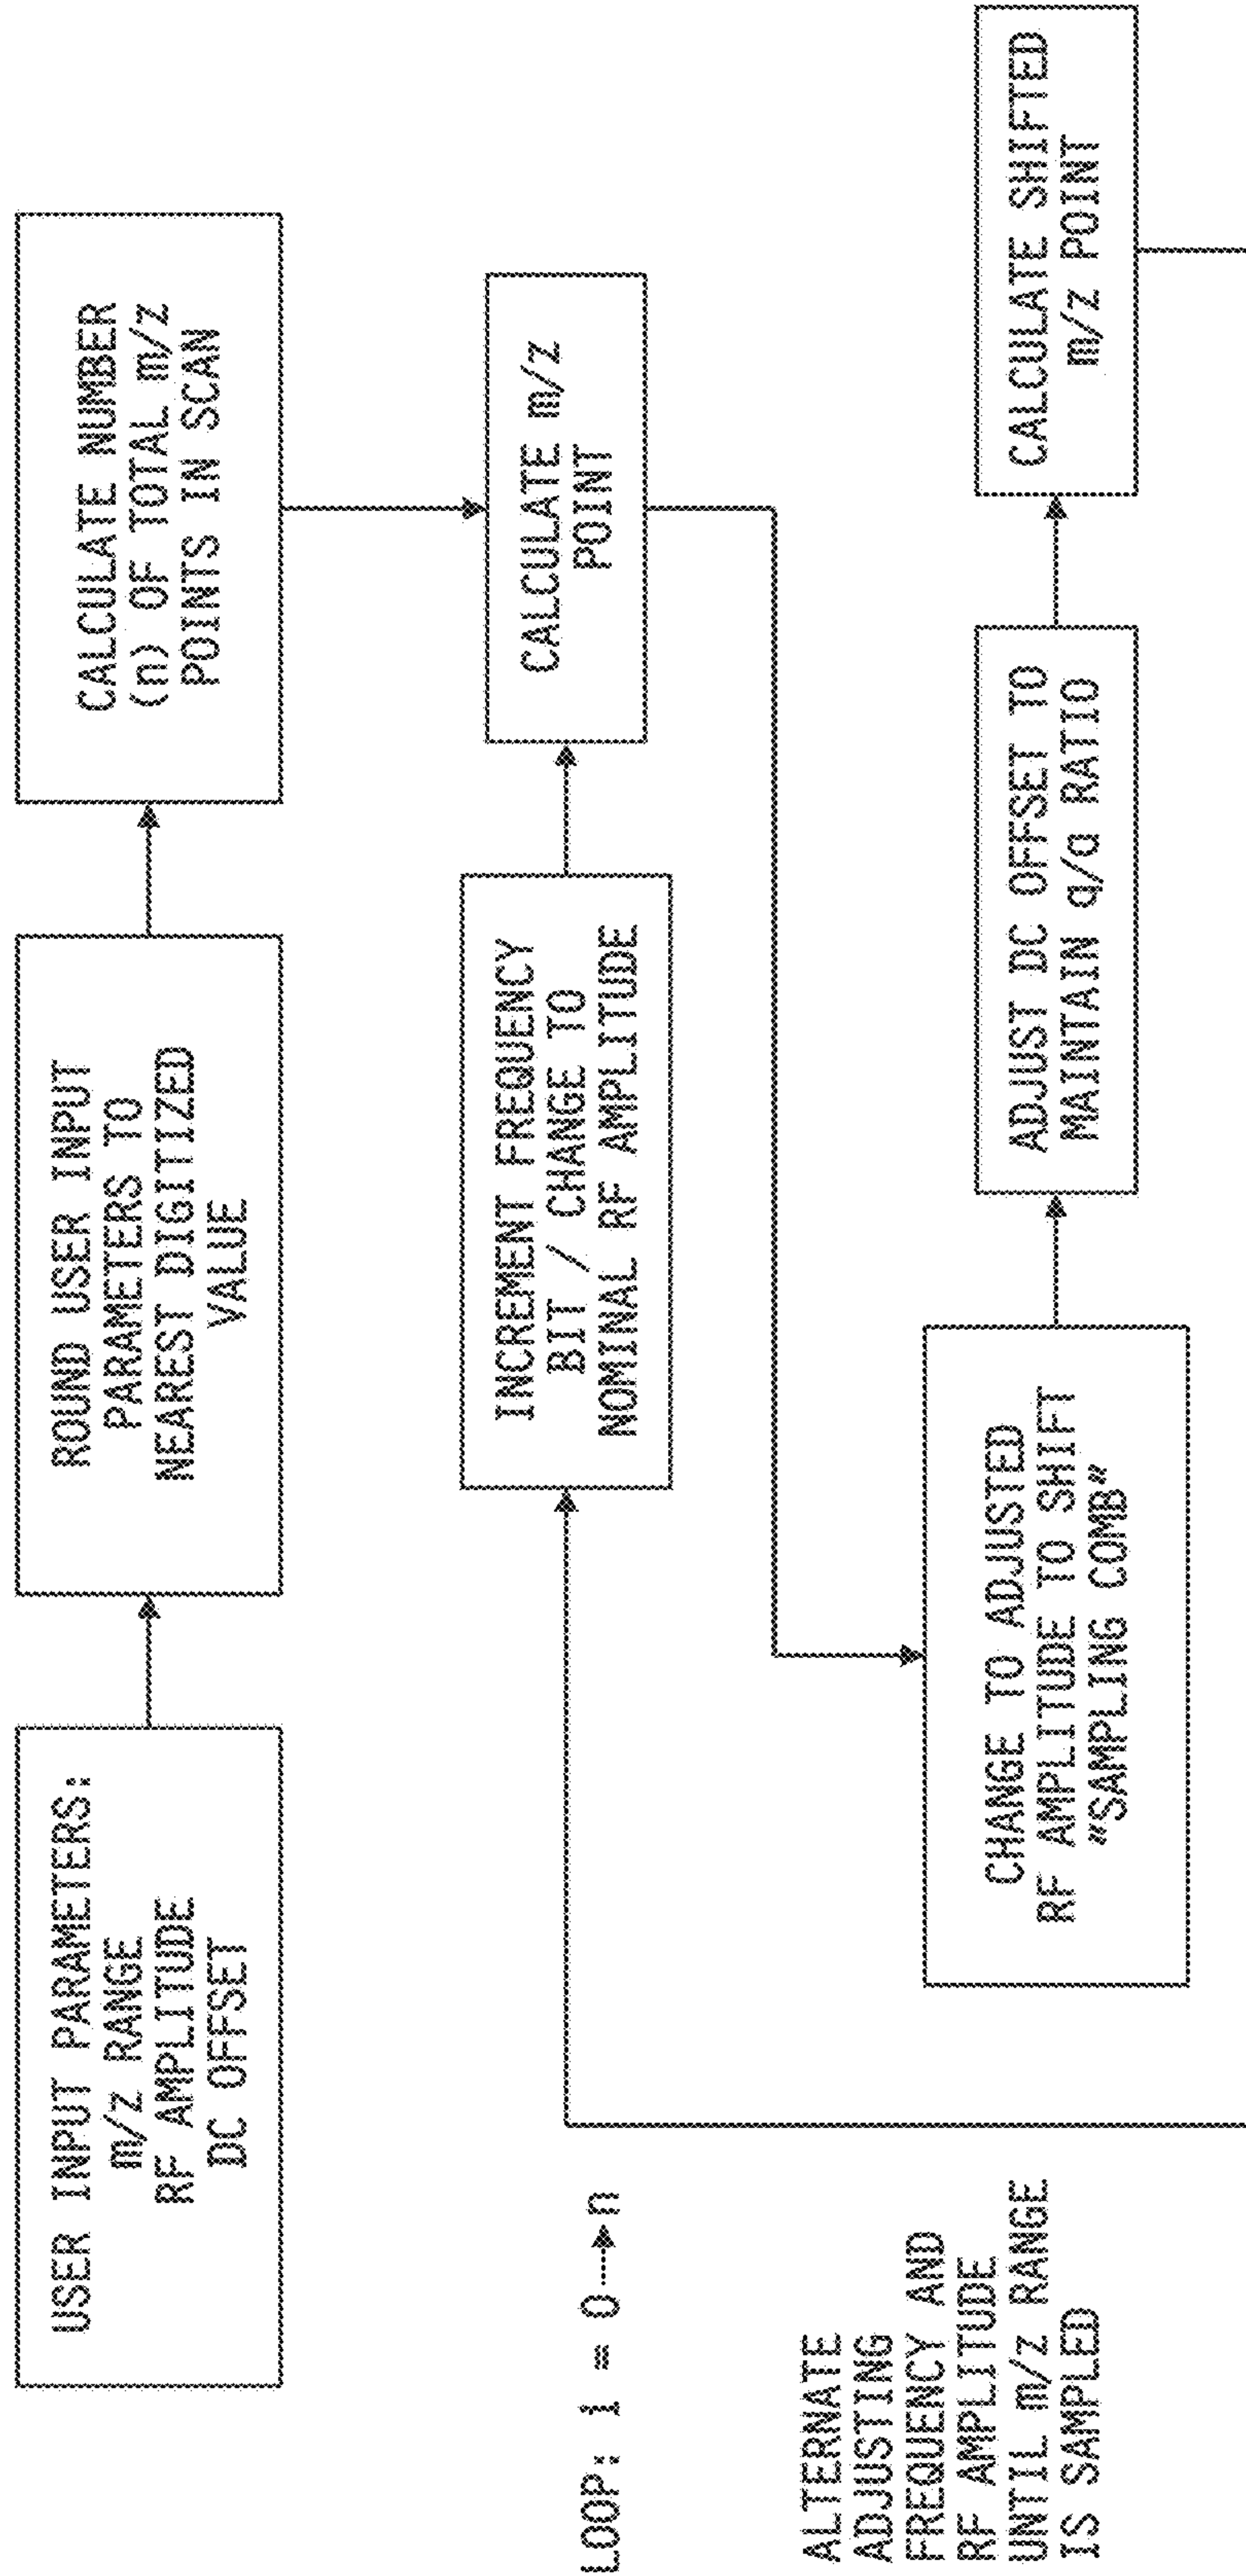 USER INPUT PARAMETERS:
m/z RANGE
RF AMPLITUDE
DC OFFSET
ROUND USER INPUT
PARAMETERS TO
NEAREST DIGITIZED
VALUE
CALCULATE NUMBER
(n) OF TOTAL m/z
POINTS IN SCAN
LOOP: i = 0→n
INCREMENT FREQUENCY
BIT / CHANGE TO
NOMINAL RF AMPLITUDE
CALCULATE m/z
POINT
ALTERNATE
ADJUSTING
FREQUENCY AND
RF AMPLITUDE
UNTIL m/z RANGE
IS SAMPLED
CHANGE TO ADJUSTED
RF AMPLITUDE TO SHIFT
"SAMPLING COMB"
ADJUST DC OFFSET TO
MAINTAIN q/a RATIO
CALCULATE SHIFTED
m/z POINT